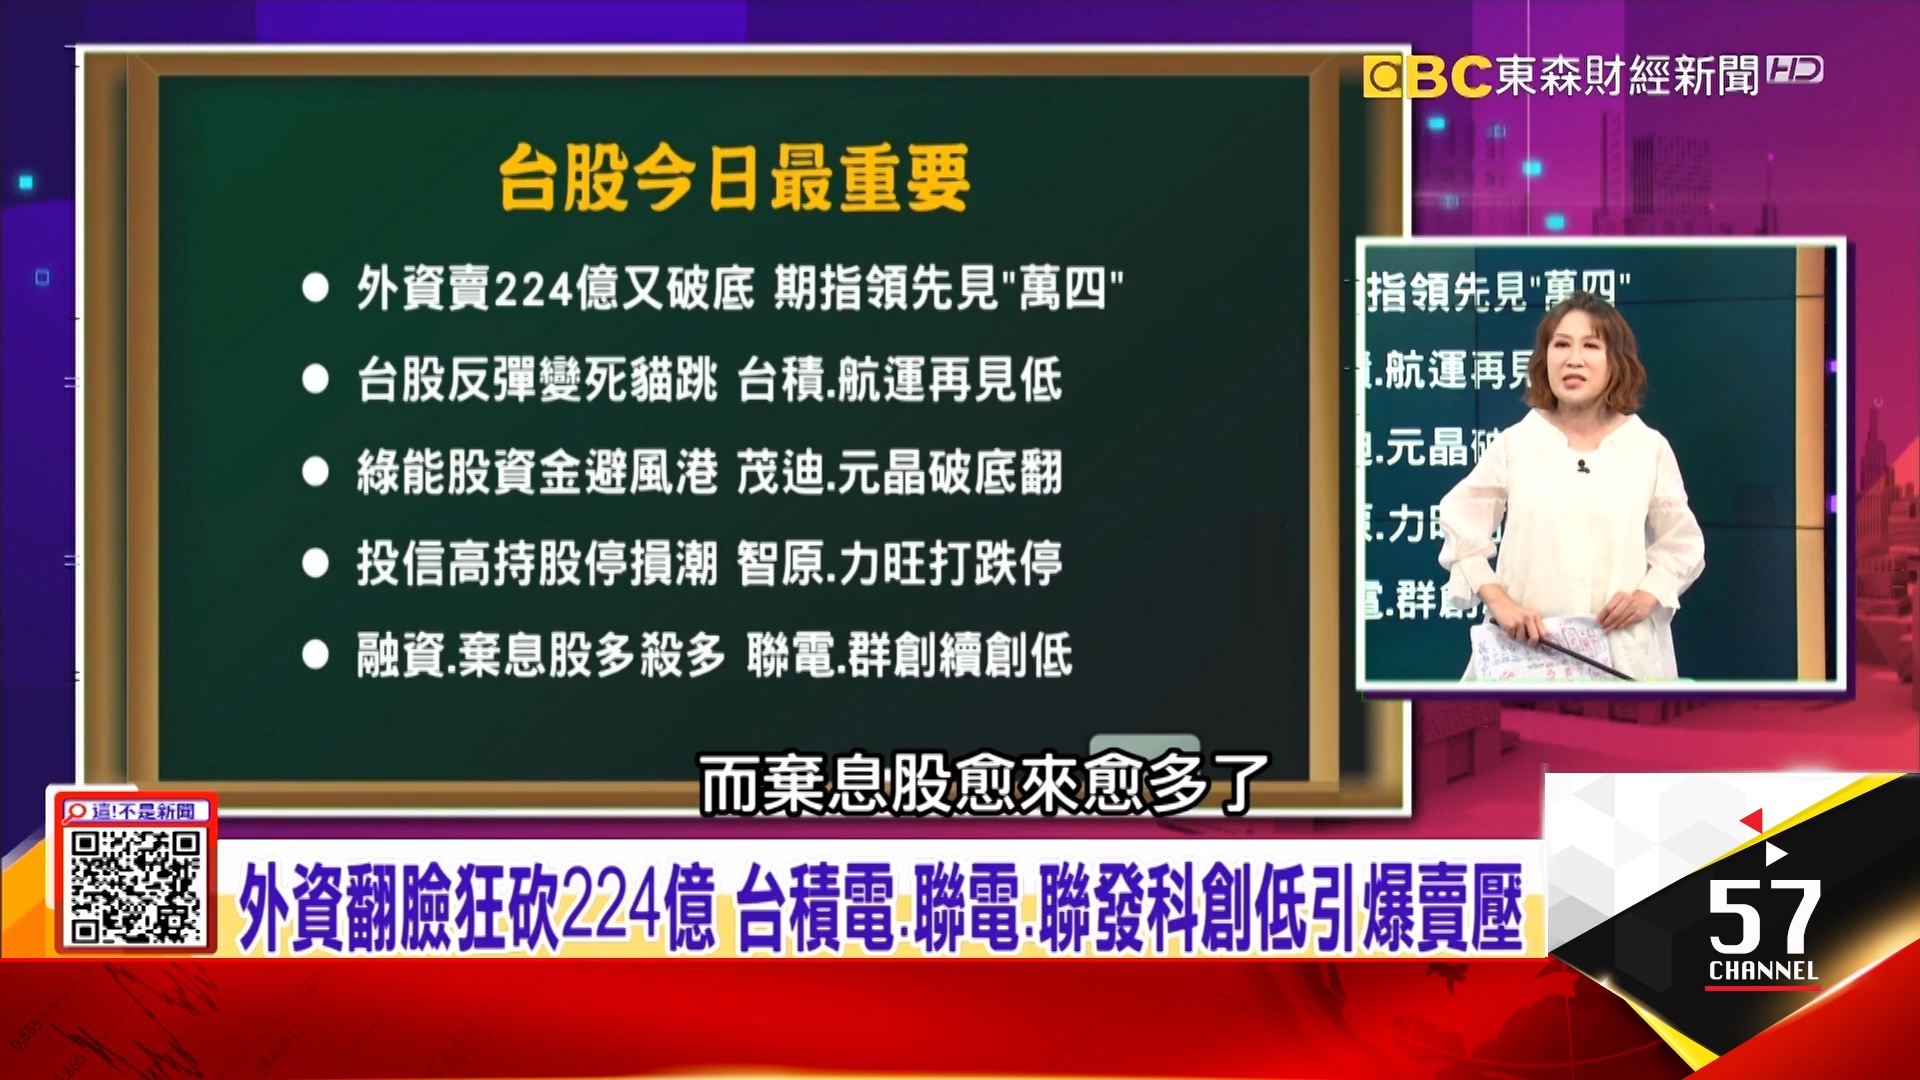 EBC東森財經新聞HD
台股今日最重要
外資賣224億又破底 期指領先見"萬四"
台股反彈變死貓跳 台積.航運再見低
綠能股資金避風港 茂迪.元晶破底翻
投信高持股停損潮 智原.力旺打跌停
融資.棄息股多殺多 聯電.群創續創低
指領先見"萬四"
.航運再見
.元晶破
.力旺
.群創
而棄息股愈來愈多了
這!不是新聞
外資翻臉狂砍224億 台積電.聯電.聯發科創低引爆賣壓
57
CHANNEL